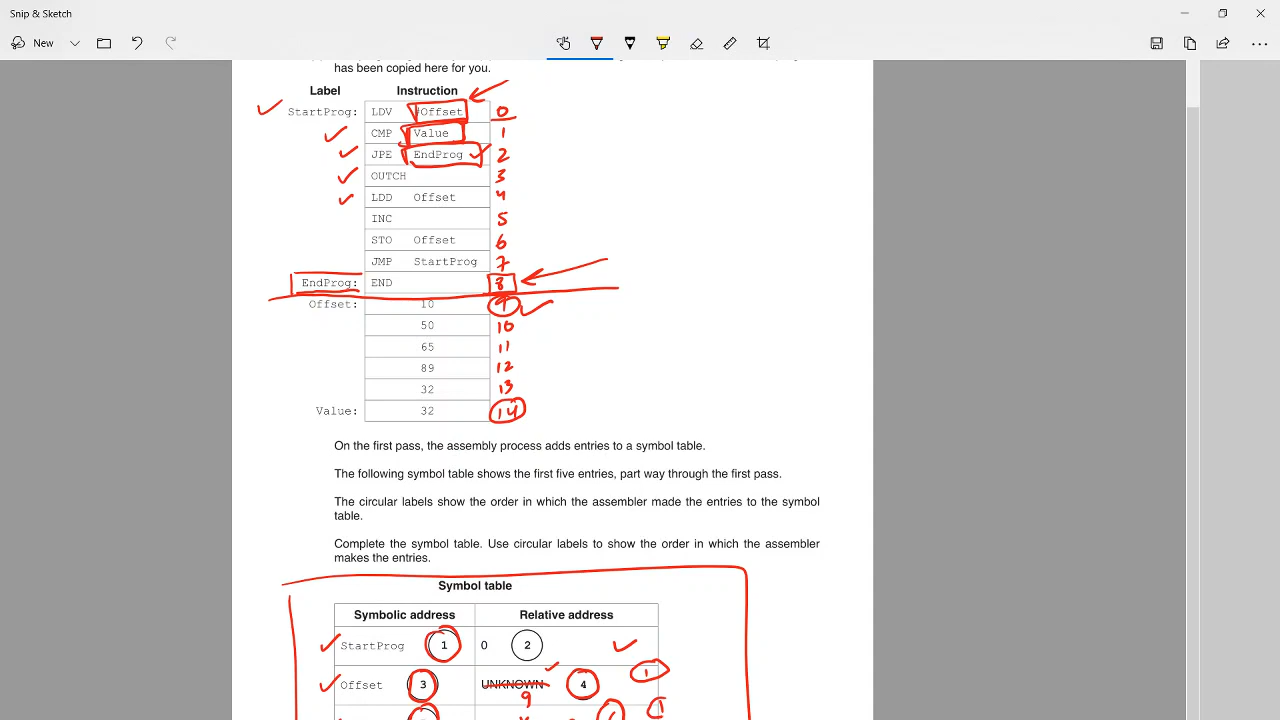 Snip & Sketch
New
has been copied here for you.
Label Instruction
StartProg: LDV #Offset 0
CMP Value 1
JPE EndProg 2
OUTCH 3
LDD Offset 4
INC 5
STO Offset 6
JMP StartProg 7
EndProg: END 8
Offset: 10 9
50 10
65 11
89 12
32 13
Value: 32 14
On the first pass, the assembly process adds entries to a symbol table.
The following symbol table shows the first five entries, part way through the first pass.
The circular labels show the order in which the assembler made the entries to the symbol
table.
Complete the symbol table. Use circular labels to show the order in which the assembler
makes the entries.
Symbol table
Symbolic address Relative address
StartProg 1 0 2
Offset 3 UNKNOWN 4 1
9